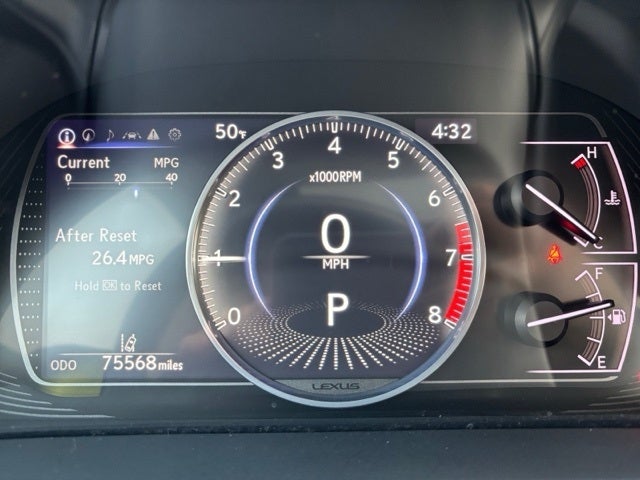 50°F
4:32
Current MPG
0 20 40
After Reset
26.4 MPG
Hold OK to Reset
ODO 75568 miles
0 1 2 3 4 5 6 7 8
x1000RPM
0
MPH
P
LEXUS
H
C
F
E